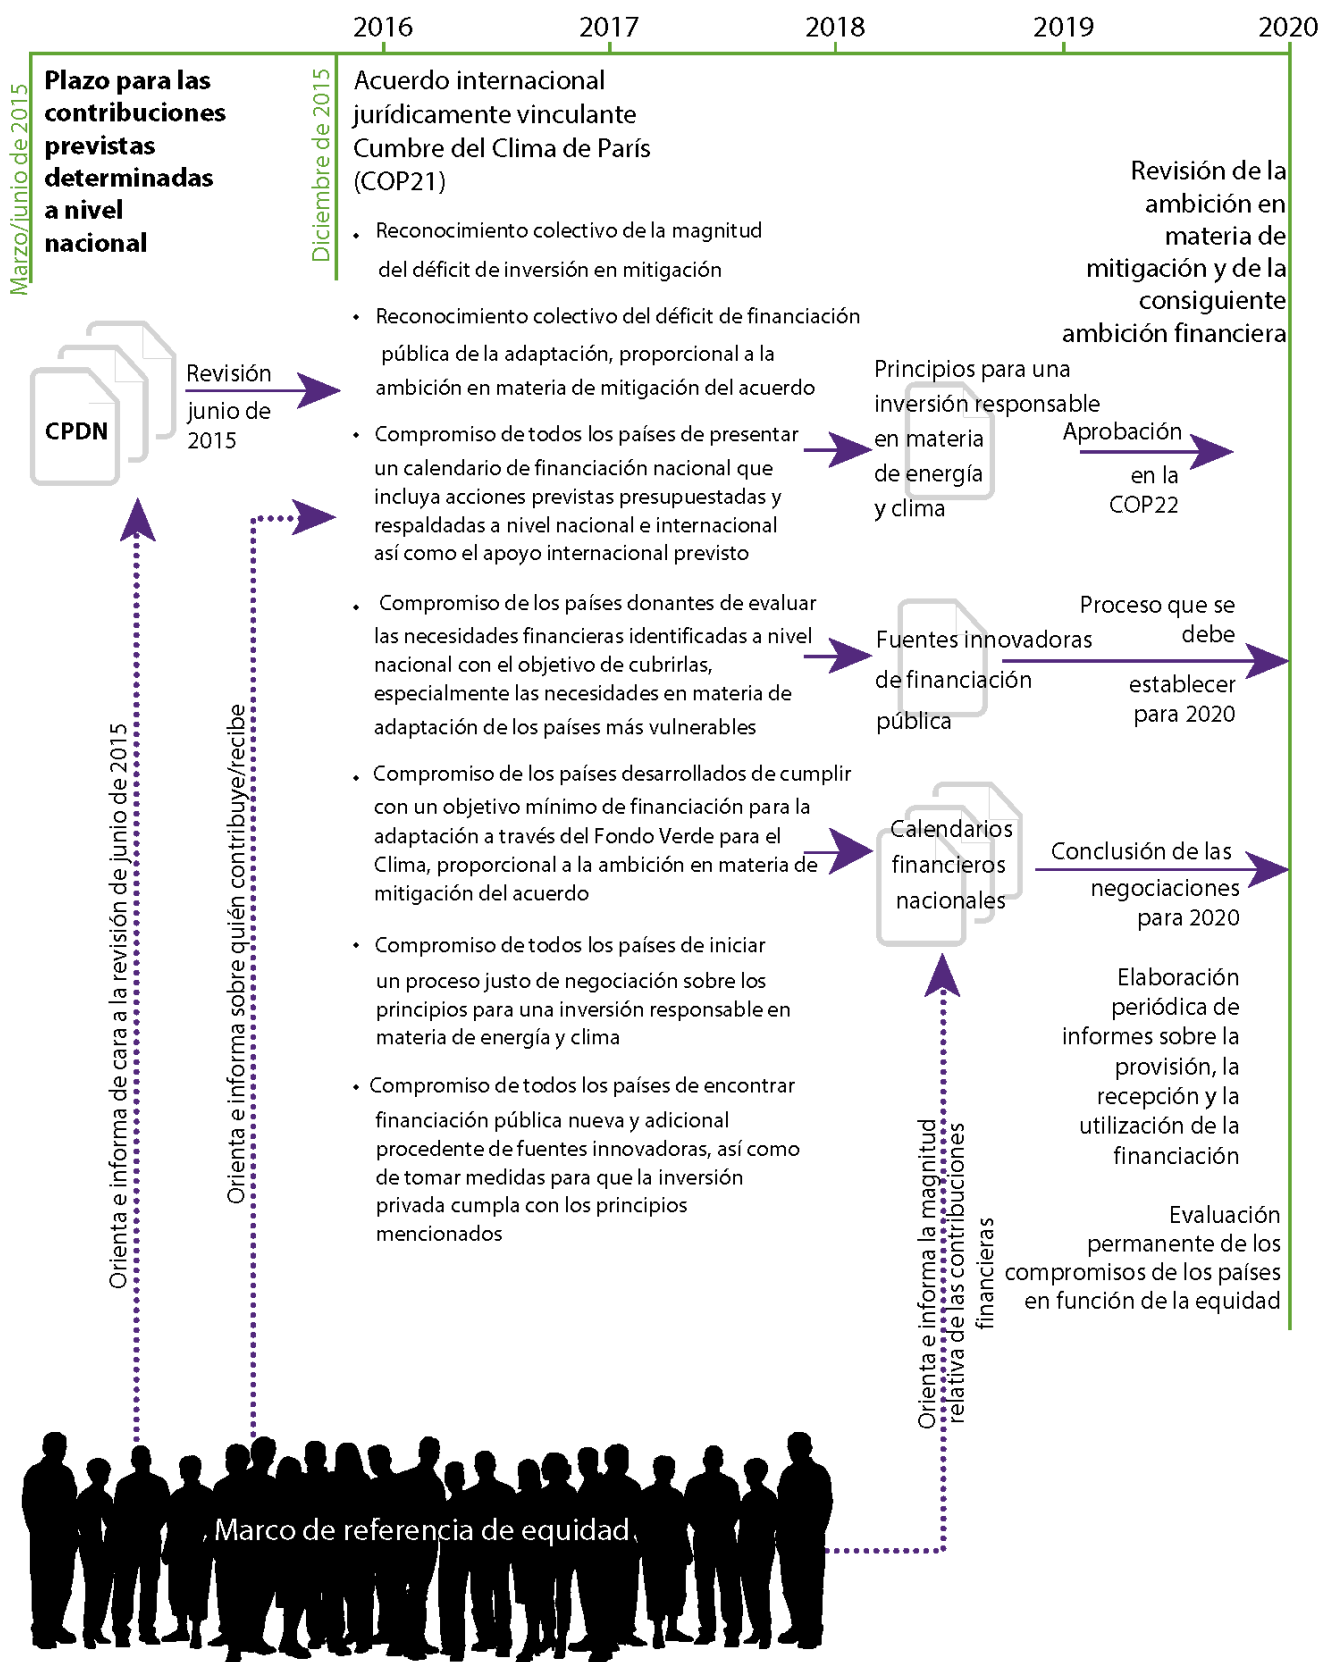 2016
2017
2018
2019
2020
Marzo/junio de 2015
Plazo para las
contribuciones
previstas
determinadas
a nivel
nacional
Diciembre de 2015
Acuerdo internacional
jurídicamente vinculante
Cumbre del Clima de París
(COP21)
• Reconocimiento colectivo de la magnitud
del déficit de inversión en mitigación
• Reconocimiento colectivo del déficit de financiación
pública de la adaptación, proporcional a la
ambición en materia de mitigación del acuerdo
• Compromiso de todos los países de presentar
un calendario de financiación nacional que
incluya acciones previstas presupuestadas y
respaldadas a nivel nacional e internacional
así como el apoyo internacional previsto
• Compromiso de los países donantes de evaluar
las necesidades financieras identificadas a nivel
nacional con el objetivo de cubrirlas,
especialmente las necesidades en materia de
adaptación de los países más vulnerables
• Compromiso de los países desarrollados de cumplir
con un objetivo mínimo de financiación para la
adaptación a través del Fondo Verde para el
Clima, proporcional a la ambición en materia de
mitigación del acuerdo
• Compromiso de todos los países de iniciar
un proceso justo de negociación sobre los
principios para una inversión responsable en
materia de energía y clima
• Compromiso de todos los países de encontrar
financiación pública nueva y adicional
procedente de fuentes innovadoras, así como
de tomar medidas para que la inversión
privada cumpla con los principios
mencionados
CPDN
Revisión
junio de
2015
Revisión de la
ambición en
materia de
mitigación y de la
consiguiente
ambición financiera
Principios para una
inversión responsable
en materia
de energía
y clima
Aprobación
en la
COP22
Fuentes innovadoras
de financiación
pública
Proceso que se
debe
establecer
para 2020
Calendarios
financieros
nacionales
Conclusión de las
negociaciones
para 2020
Elaboración
periódica de
informes sobre la
provisión, la
recepción y la
utilización de la
financiación
Evaluación
permanente de los
compromisos de los países
en función de la equidad
Orienta e informa de cara a la revisión de junio de 2015
Orienta e informa sobre quién contribuye/recibe
Orienta e informa la magnitud
relativa de las contribuciones
financieras
Marco de referencia de equidad